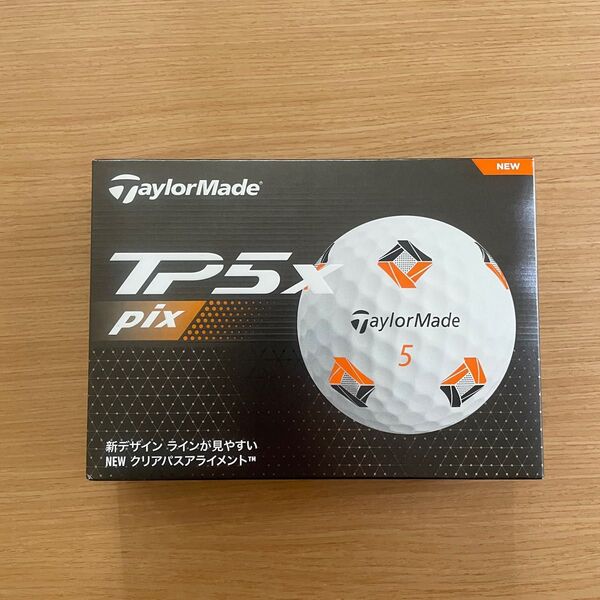 NEW
TaylorMade®
TP5x
pix
TaylorMade
5
新デザイン ラインが見やすい
NEW クリアパスアライメント™